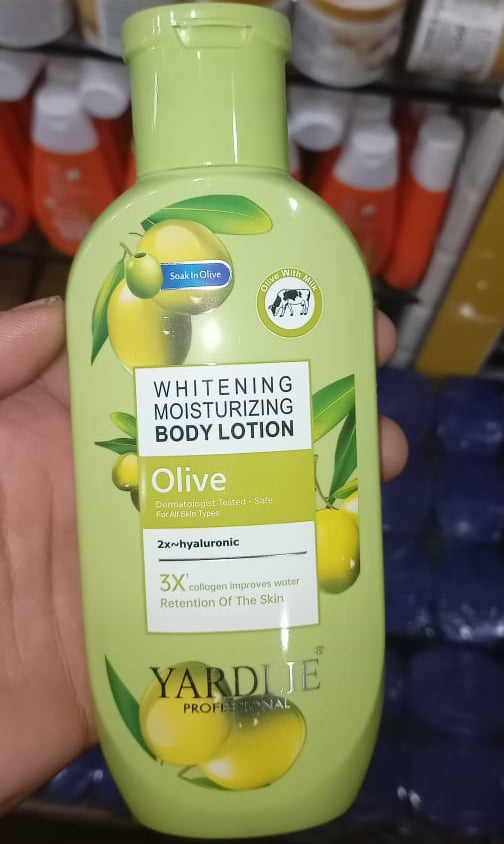 Soak In Olive
Olive With Milk
WHITENING
MOISTURIZING
BODY LOTION
Olive
Dermatologist Tested - Safe
For All Skin Types
2x~hyaluronic
3X' collagen improves water
Retention Of The Skin
YARDLIE®
PROFESSIONAL